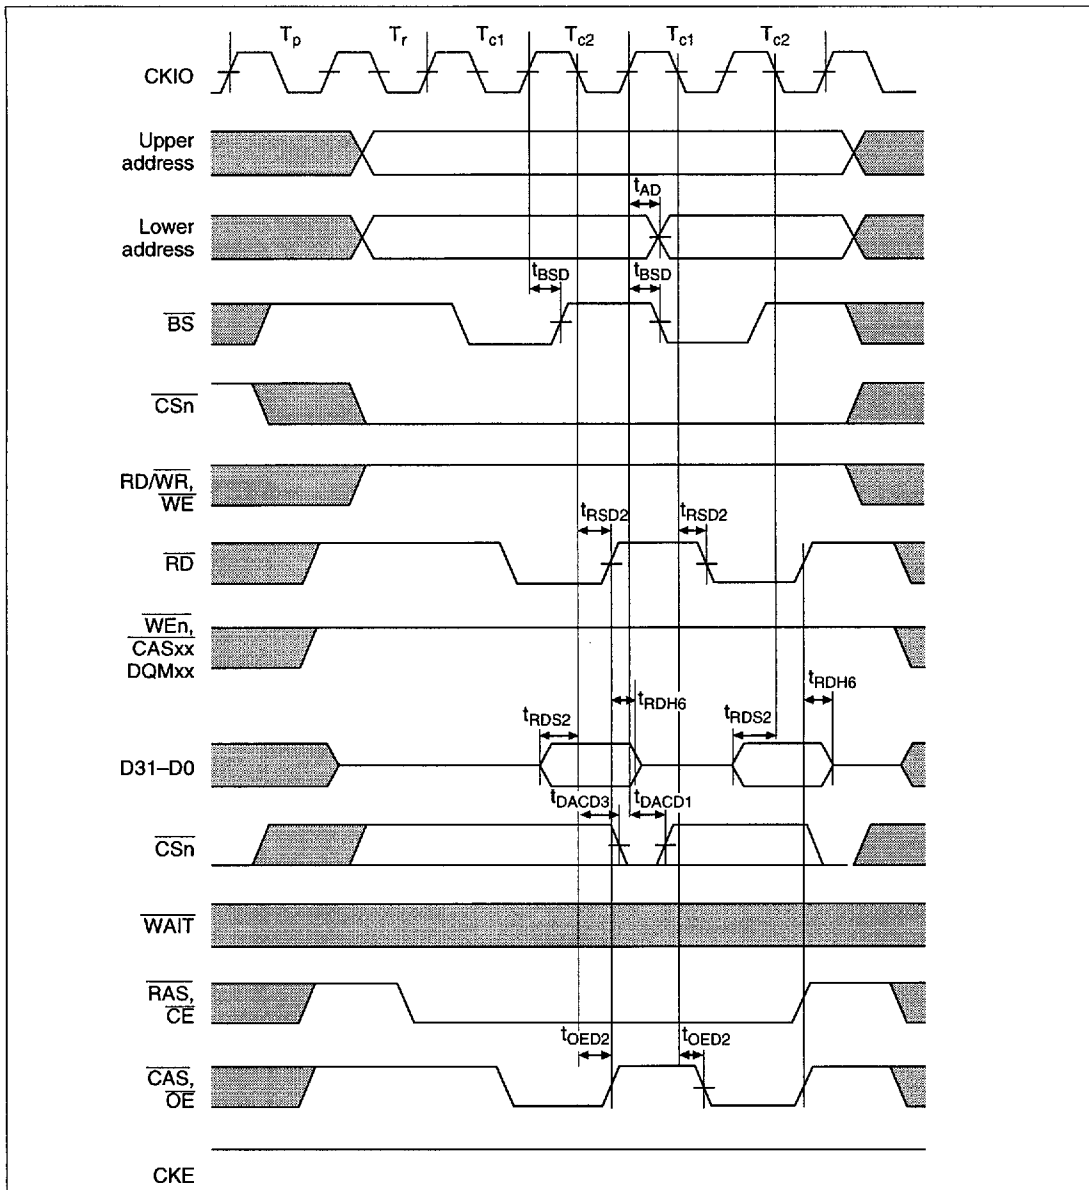 Tp Tr Tc1 Tc2 Tc1 Tc2
CKIO
Upper
address
tAD
Lower
address
tBSD tBSD
BS
CSn
RD/WR,
WE
tRSD2 tRSD2
RD
WEn,
CASxx
DQMxx
tRDH6 tRDH6
tRDS2 tRDS2
D31–D0
tDACD3 tDACD1
CSn
WAIT
RAS,
CE
tOED2 tOED2
CAS,
OE
CKE